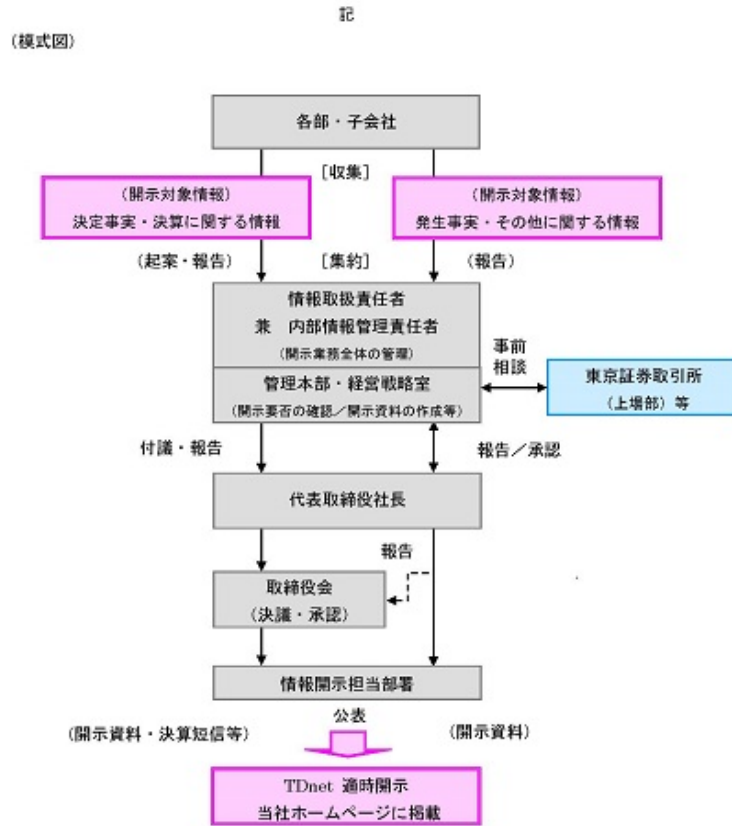 記
(模式図)
各部・子会社
[収集]
(開示対象情報)
決定事実・決算に関する情報
(開示対象情報)
発生事実・その他に関する情報
(起案・報告)
[集約]
(報告)
情報取扱責任者
兼 内部情報管理責任者
(開示業務全体の管理)
管理本部・経営戦略室
(開示要否の確認/開示資料の作成等)
事前
相談
東京証券取引所
(上場部)等
付議・報告
報告/承認
代表取締役社長
報告
取締役会
(決議・承認)
情報開示担当部署
公表
(開示資料・決算短信等)
(開示資料)
TDnet 適時開示
当社ホームページに掲載